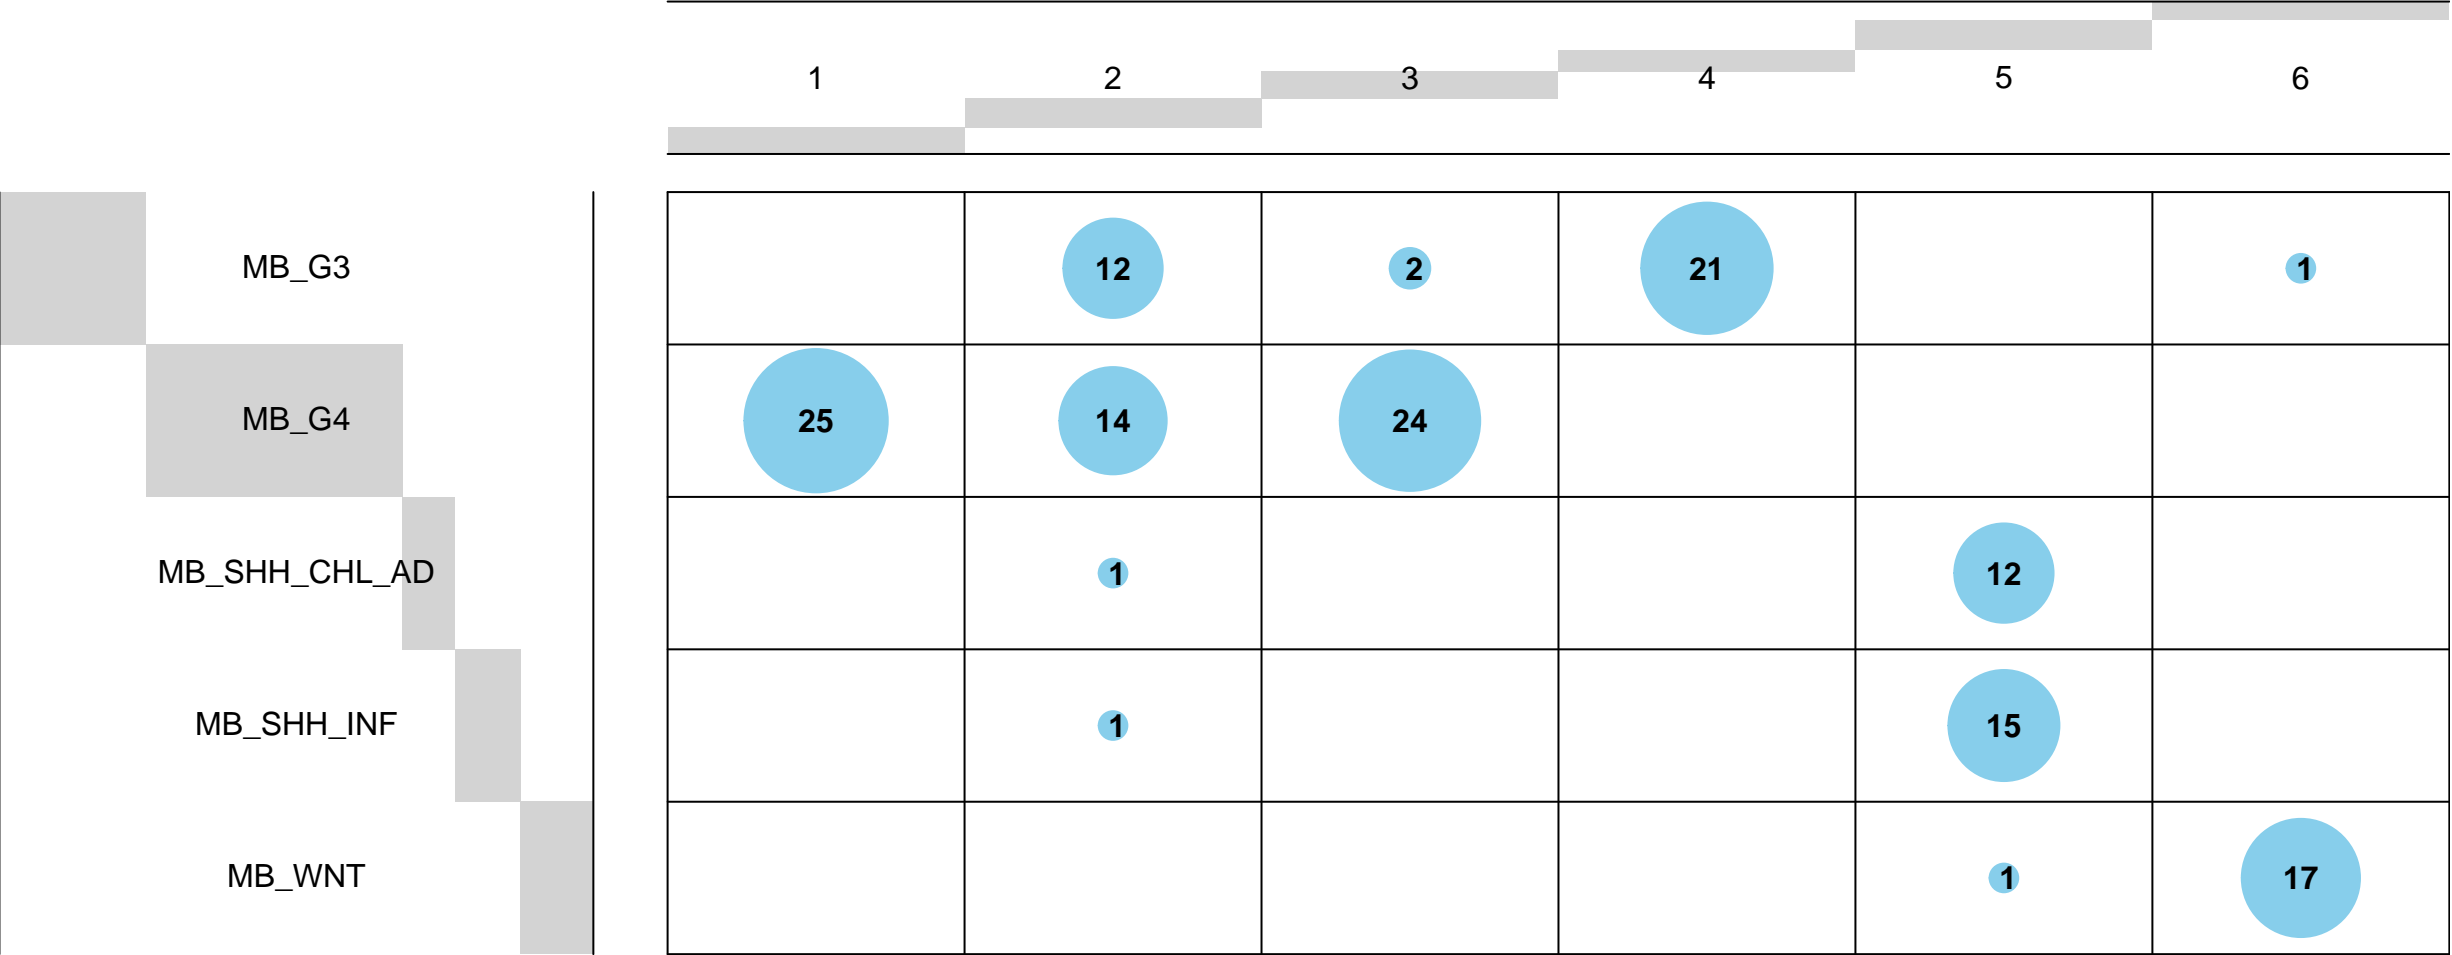 1 2 3 4 5 6
MB_G3 12 2 21 1
MB_G4 25 14 24
MB_SHH_CHL_AD 1 12
MB_SHH_INF 1 15
MB_WNT 1 17